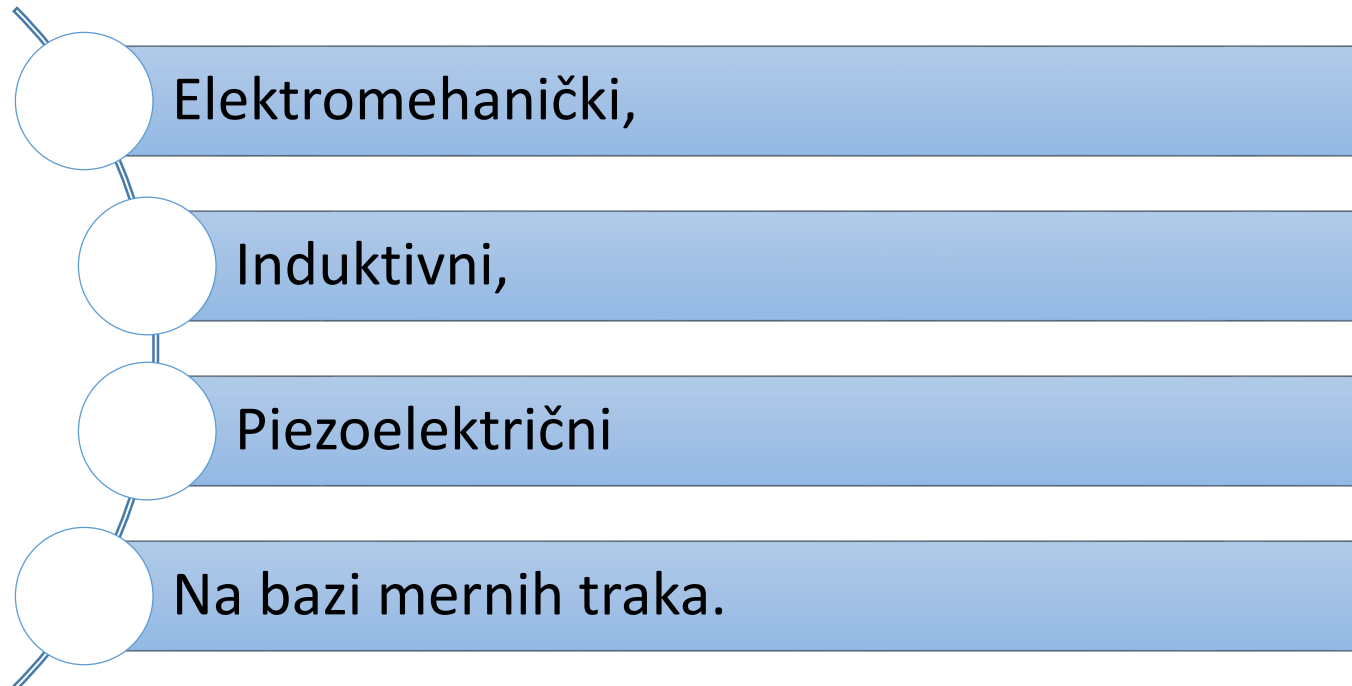 Elektromehanički,
Induktivni,
Piezoelektrični
Na bazi mernih traka.